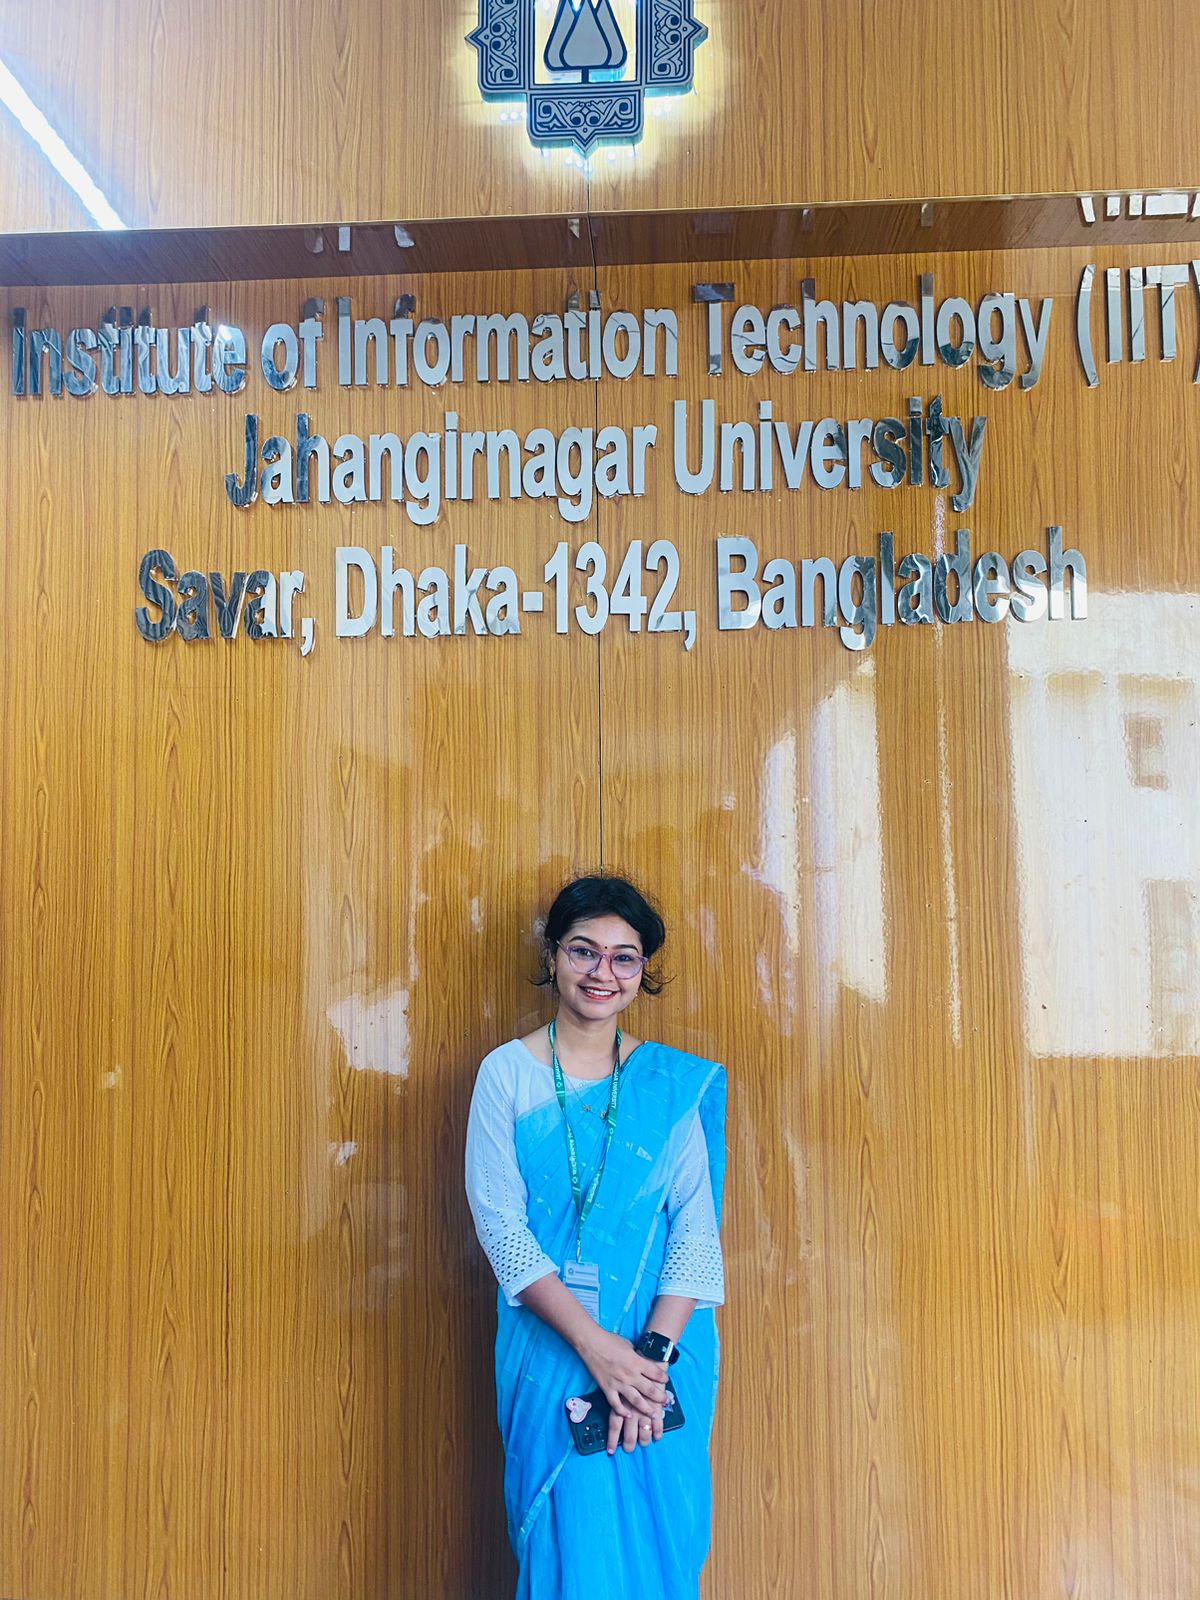 Institute of Information Technology (IIT)
Jahangirnagar University
Savar, Dhaka-1342, Bangladesh